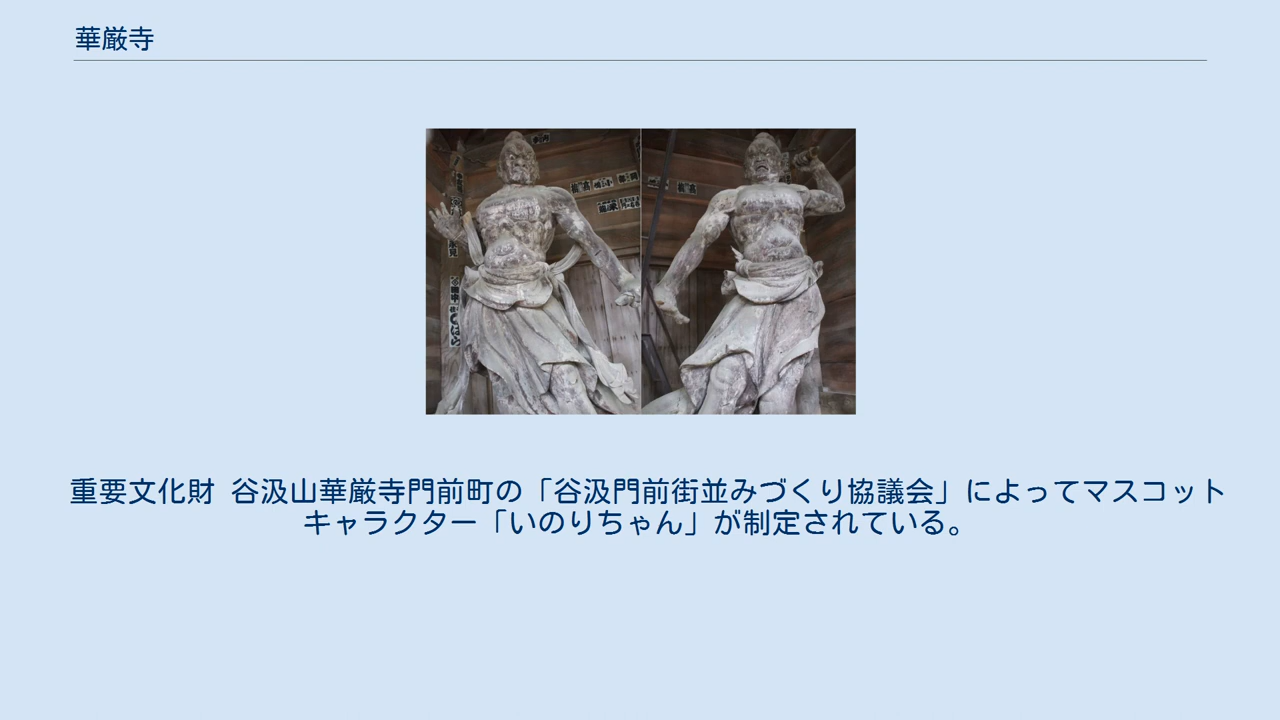 華厳寺
重要文化財 谷汲山華厳寺門前町の「谷汲門前街並みづくり協議会」によってマスコット
キャラクター「いのりちゃん」が制定されている。